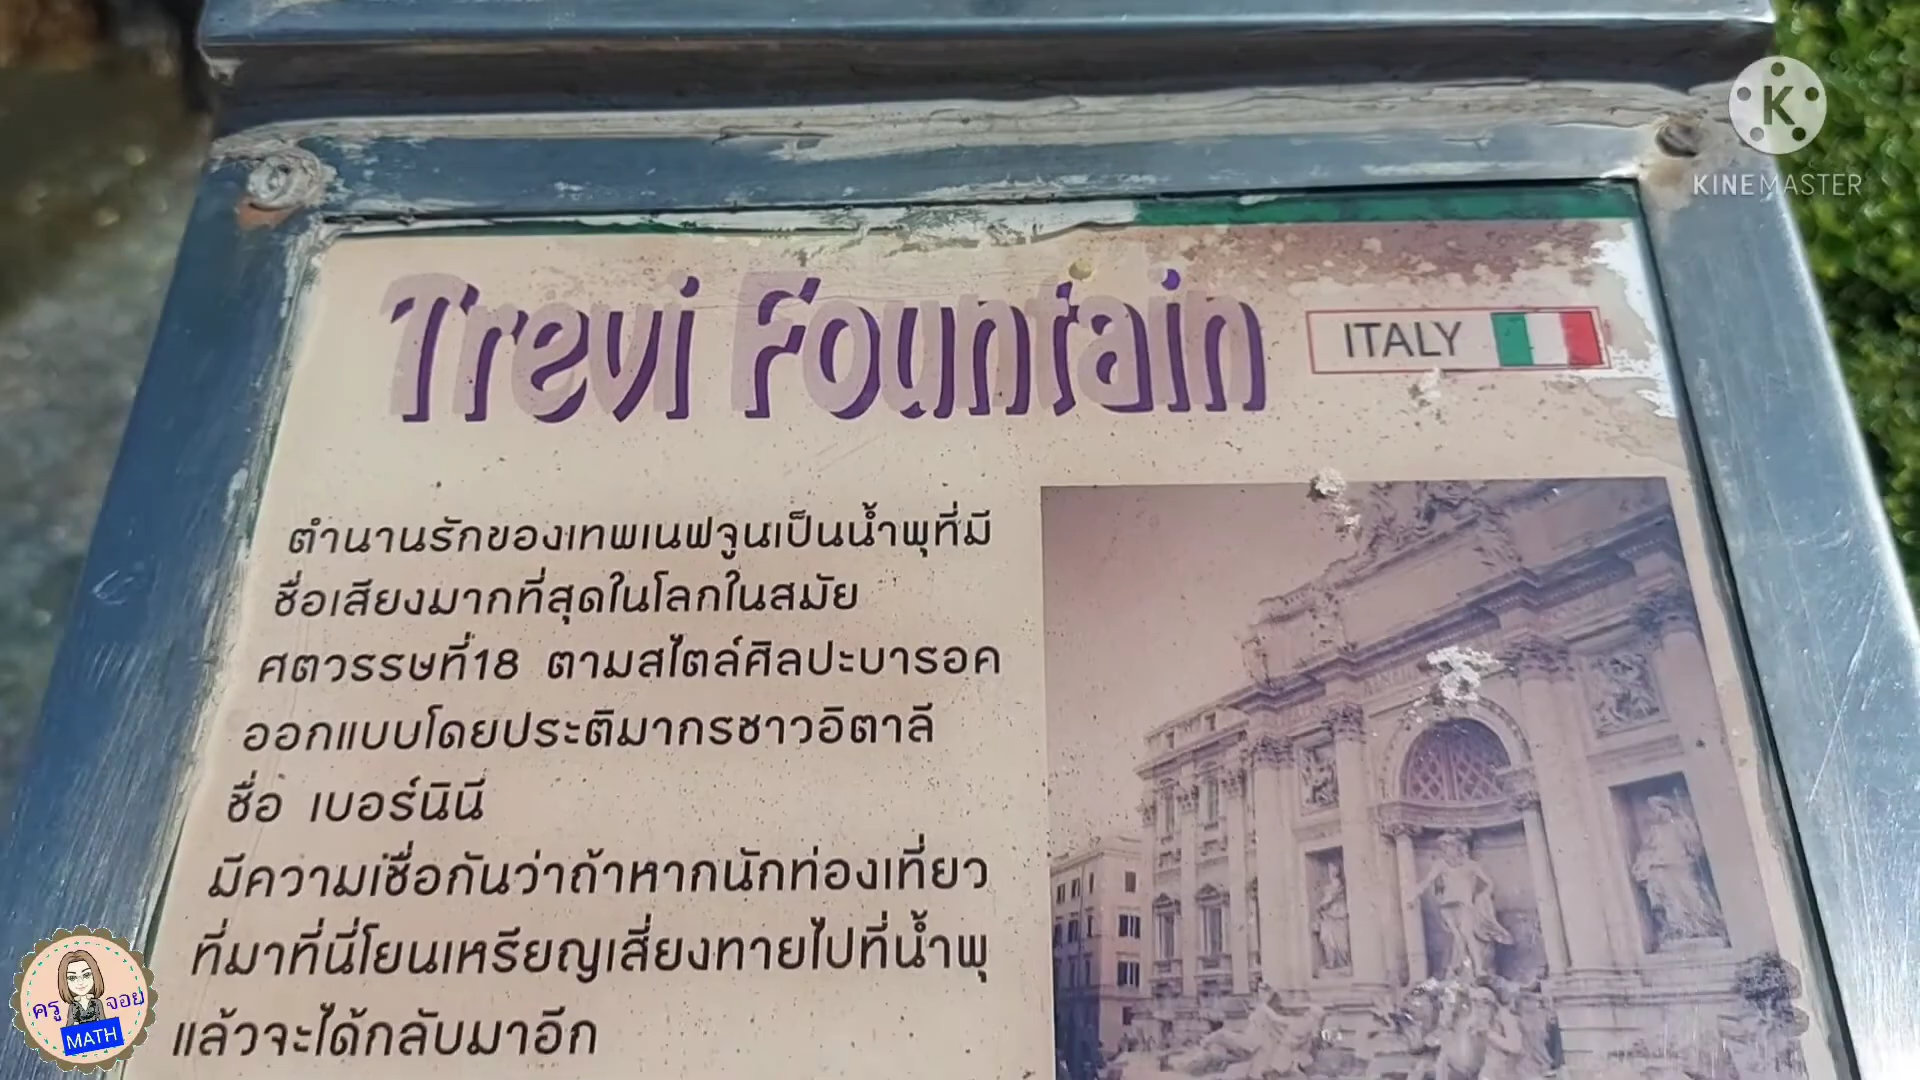 KINEMASTER
Trevi Fountain
ITALY
ตำนานรักของเทพเนฟจูนเป็นน้ำพุที่มี
ชื่อเสียงมากที่สุดในโลกในสมัย
ศตวรรษที่18 ตามสไตล์ศิลปะบารอค
ออกแบบโดยประติมากรชาวอิตาลี
ชื่อ เบอร์นินี
มีความเชื่อกันว่าถ้าหากนักท่องเที่ยว
ที่มาที่นี่โยนเหรียญเสี่ยงทายไปที่น้ำพุ
แล้วจะได้กลับมาอีก
ครูจอย
MATH